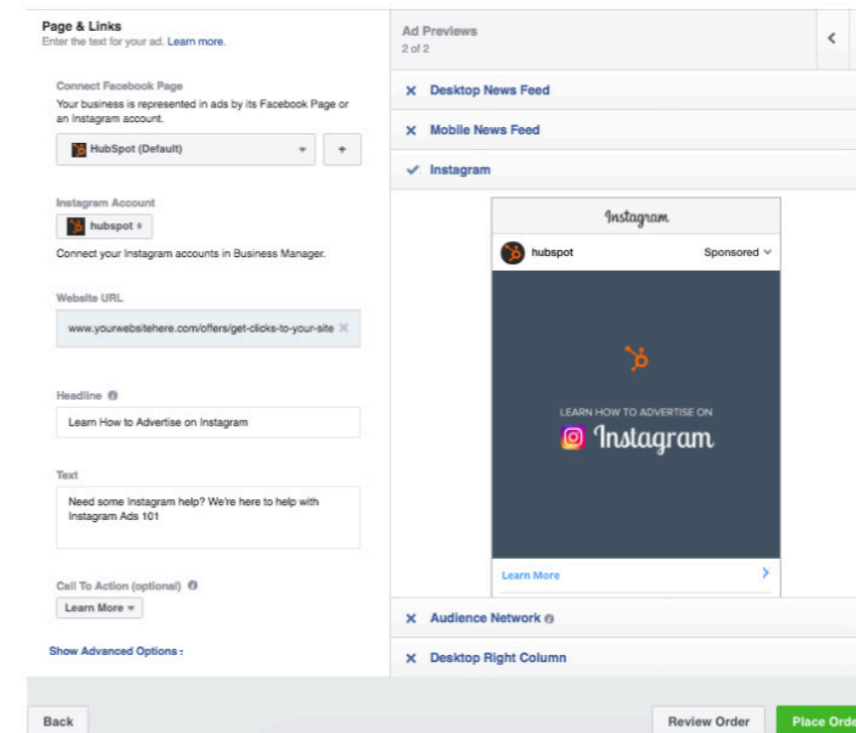 Page & Links
Enter the text for your ad. Learn more.
Connect Facebook Page
Your business is represented in ads by its Facebook Page or
an Instagram account.
HubSpot (Default)
+
Instagram Account
hubspot
Connect your Instagram accounts in Business Manager.
Website URL
www.yourwebsitehere.com/offers/get-clicks-to-your-site
Headline
Learn How to Advertise on Instagram
Text
Need some Instagram help? We're here to help with
Instagram Ads 101
Call To Action (optional)
Learn More
Show Advanced Options
Ad Previews
2 of 2
Desktop News Feed
Mobile News Feed
Instagram
Instagram
hubspot
Sponsored
LEARN HOW TO ADVERTISE ON
Instagram
Learn More
Audience Network
Desktop Right Column
Back
Review Order
Place Orde